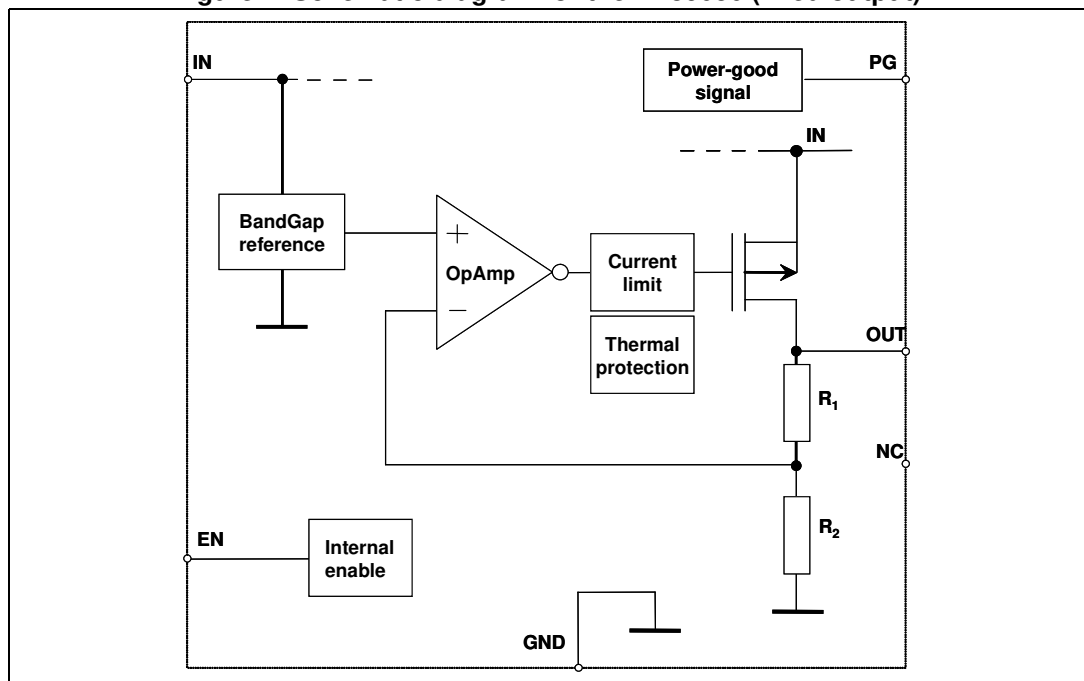 IN
PG
Power-good
signal
IN
BandGap
reference
+
OpAmp
−
Current
limit
Thermal
protection
OUT
R1
NC
R2
EN
Internal
enable
GND